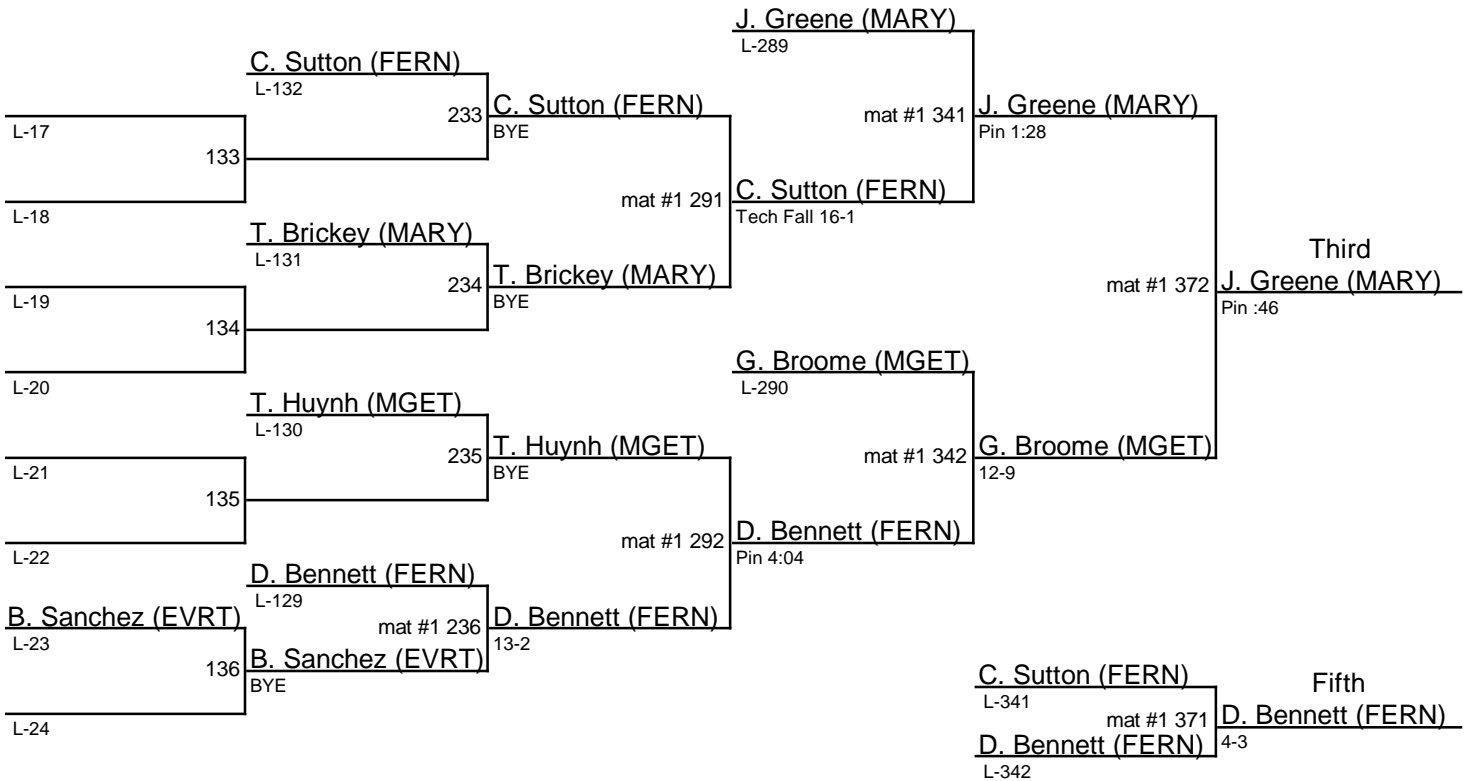 J. Greene (MARY)
L-289
C. Sutton (FERN)
L-132
233
C. Sutton (FERN)
BYE
mat #1 341
J. Greene (MARY)
Pin 1:28
L-17
133
L-18
mat #1 291
C. Sutton (FERN)
Tech Fall 16-1
T. Brickey (MARY)
L-131
234
T. Brickey (MARY)
BYE
L-19
134
L-20
mat #1 372
Third
J. Greene (MARY)
Pin :46
G. Broome (MGET)
L-290
T. Huynh (MGET)
L-130
235
T. Huynh (MGET)
BYE
mat #1 342
G. Broome (MGET)
12-9
L-21
135
L-22
mat #1 292
D. Bennett (FERN)
Pin 4:04
D. Bennett (FERN)
L-129
mat #1 236
D. Bennett (FERN)
13-2
B. Sanchez (EVRT)
L-23
136
B. Sanchez (EVRT)
BYE
L-24
C. Sutton (FERN)
L-341
mat #1 371
Fifth
D. Bennett (FERN)
4-3
D. Bennett (FERN)
L-342